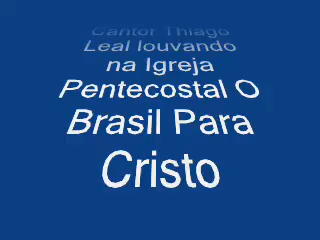 Cantor Thiago
Leal louvando
na Igreja
Pentecostal O
Brasil Para
Cristo